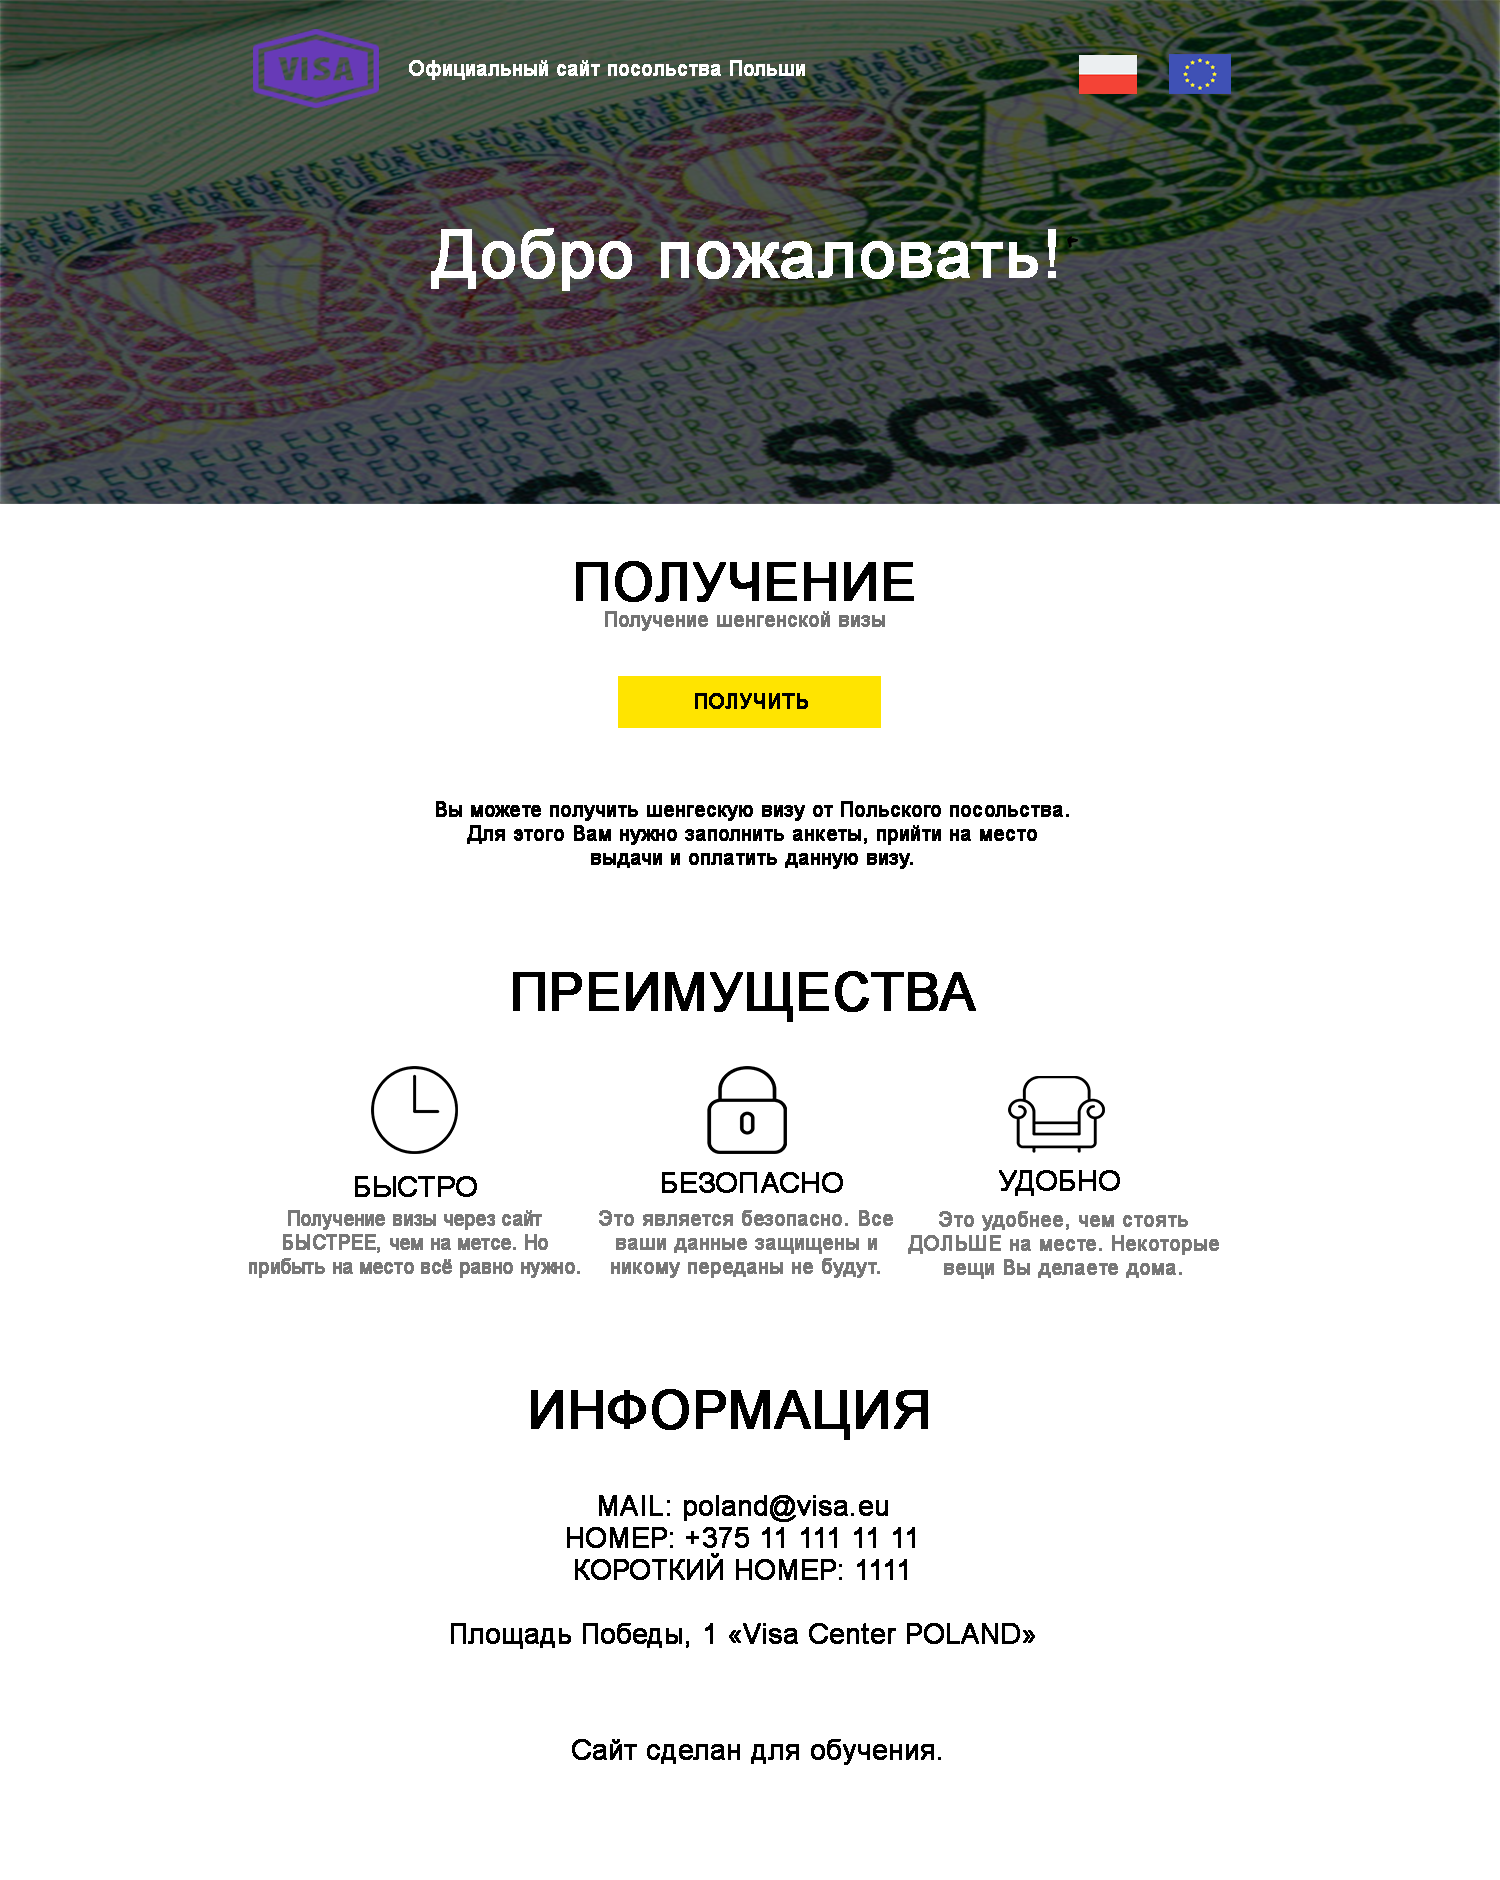 VISA
Официальный сайт посольства Польши
VISA
Добро пожаловать!
SCHENG
ПОЛУЧЕНИЕ
Получение шенгенской визы
ПОЛУЧИТЬ
Вы можете получить шенгескую визу от Польского посольства.
Для этого Вам нужно заполнить анкеты, прийти на место
выдачи и оплатить данную визу.
ПРЕИМУЩЕСТВА
БЫСТРО
Получение визы через сайт
БЫСТРЕЕ, чем на метсе. Но
прибыть на место всё равно нужно.
БЕЗОПАСНО
Это является безопасно. Все
ваши данные защищены и
никому переданы не будут.
УДОБНО
Это удобнее, чем стоять
ДОЛЬШЕ на месте. Некоторые
вещи Вы делаете дома.
ИНФОРМАЦИЯ
MAIL: poland@visa.eu
НОМЕР: +375 11 111 11 11
КОРОТКИЙ НОМЕР: 1111
Площадь Победы, 1 «Visa Center POLAND»
Сайт сделан для обучения.